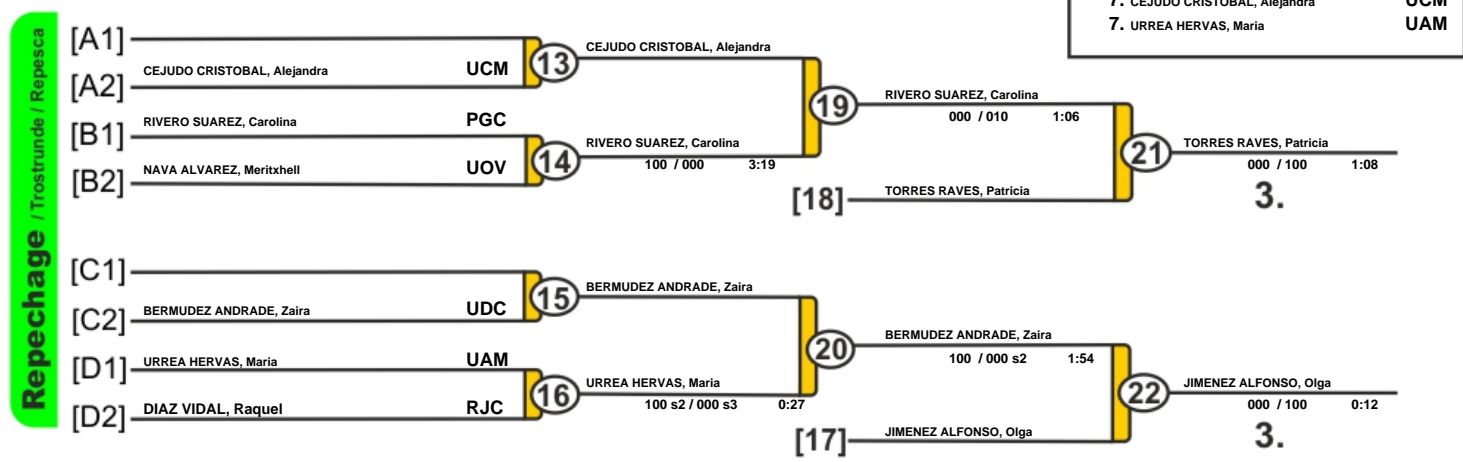 7. CEJUDO CRISTOBAL, Alejandra UCM
7. URREA HERVAS, Maria UAM
Repechage / Trostrunde / Repesca
[A1]
CEJUDO CRISTOBAL, Alejandra
[A2] CEJUDO CRISTOBAL, Alejandra UCM 13
RIVERO SUAREZ, Carolina
19 000 / 010 1:06
[B1] RIVERO SUAREZ, Carolina PGC
RIVERO SUAREZ, Carolina
14 100 / 000 3:19
TORRES RAVES, Patricia
21 000 / 100 1:08
[B2] NAVA ALVAREZ, Meritxhell UOV
[18] TORRES RAVES, Patricia
3.
[C1]
BERMUDEZ ANDRADE, Zaira
[C2] BERMUDEZ ANDRADE, Zaira UDC 15
BERMUDEZ ANDRADE, Zaira
20 100 / 000 s2 1:54
[D1] URREA HERVAS, Maria UAM
URREA HERVAS, Maria
16 100 s2 / 000 s3 0:27
JIMENEZ ALFONSO, Olga
22 000 / 100 0:12
[D2] DIAZ VIDAL, Raquel RJC
[17] JIMENEZ ALFONSO, Olga
3.